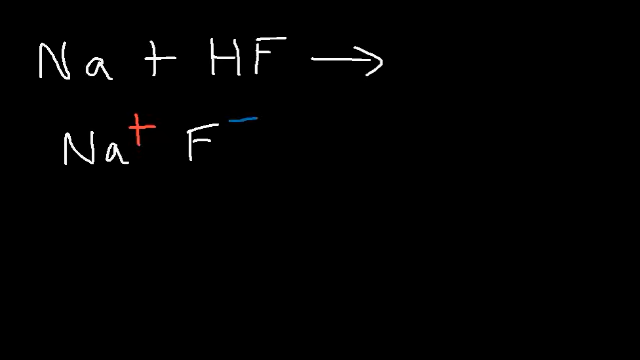 Na + HF →
Na⁺ F⁻